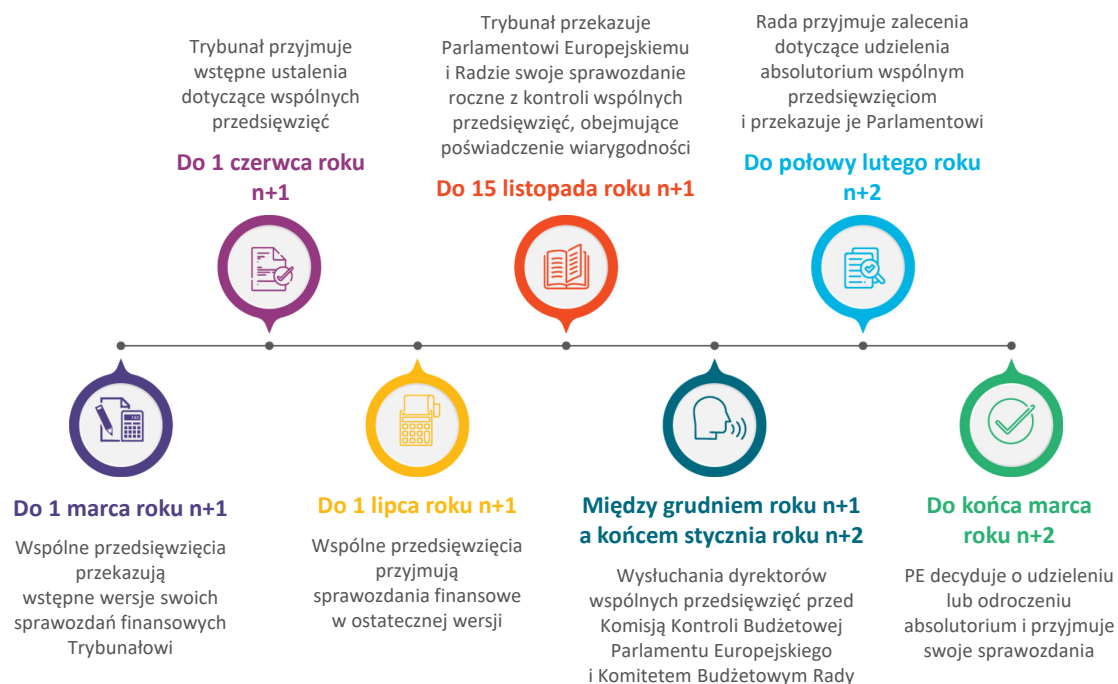 Trybunał przyjmuje
wstępne ustalenia
dotyczące wspólnych
przedsięwzięć
Do 1 czerwca roku
n+1
Trybunał przekazuje
Parlamentowi Europejskiemu
i Radzie swoje sprawozdanie
roczne z kontroli wspólnych
przedsięwzięć, obejmujące
poświadczenie wiarygodności
Do 15 listopada roku n+1
Rada przyjmuje zalecenia
dotyczące udzielenia
absolutorium wspólnym
przedsięwzięciom
i przekazuje je Parlamentowi
Do połowy lutego roku
n+2
Do 1 marca roku n+1
Wspólne przedsięwzięcia
przekazują
wstępne wersje swoich
sprawozdań finansowych
Trybunałowi
Do 1 lipca roku n+1
Wspólne przedsięwzięcia
przyjmują
sprawozdania finansowe
w ostatecznej wersji
Między grudniem roku n+1
a końcem stycznia roku n+2
Wysłuchania dyrektorów
wspólnych przedsięwzięć przed
Komisją Kontroli Budżetowej
Parlamentu Europejskiego
i Komitetem Budżetowym Rady
Do końca marca
roku n+2
PE decyduje o udzieleniu
lub odroczeniu
absolutorium i przyjmuje
swoje sprawozdania